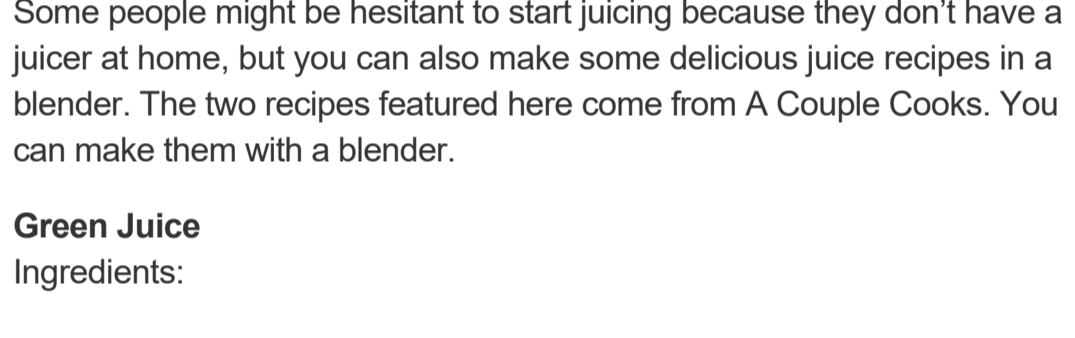 Some people might be hesitant to start juicing because they don't have a
juicer at home, but you can also make some delicious juice recipes in a
blender. The two recipes featured here come from A Couple Cooks. You
can make them with a blender.
Green Juice
Ingredients: